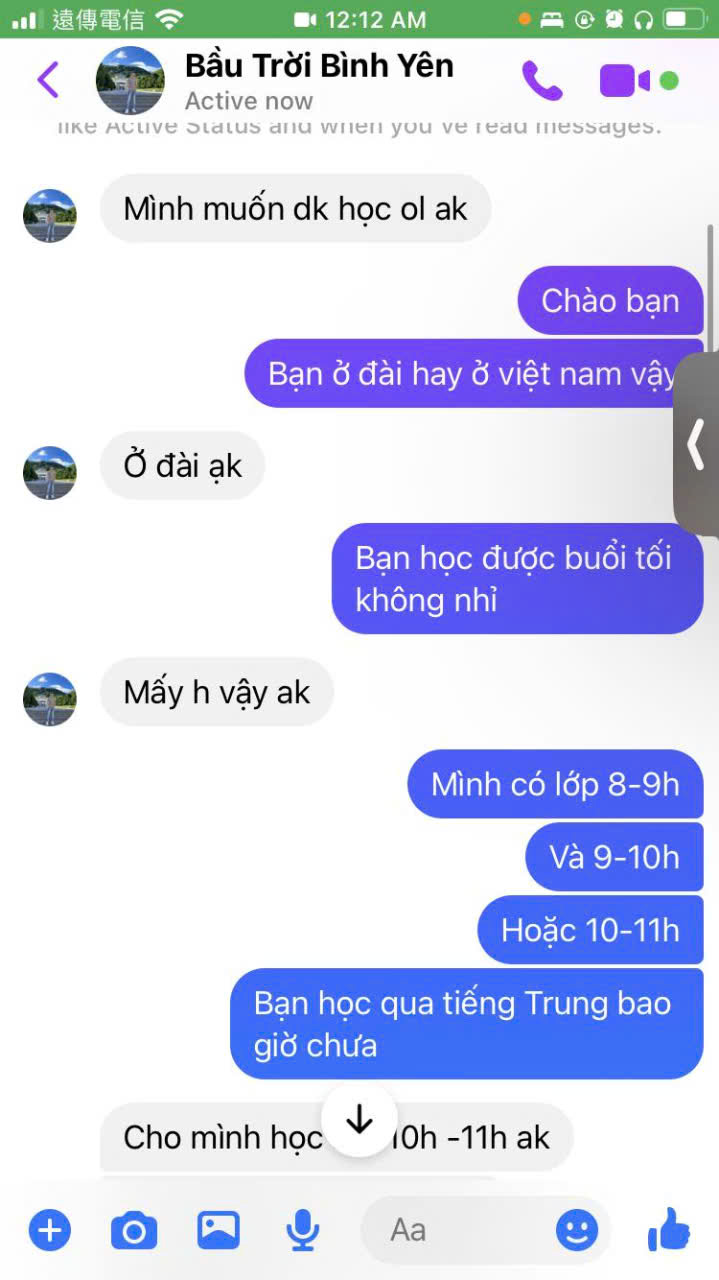 遠傳電信 12:12 AM
Bầu Trời Bình Yên
Active now
like Active Status and when you've read messages.
Mình muốn dk học ol ak
Chào bạn
Bạn ở đài hay ở việt nam vậy
Ở đài ạk
Bạn học được buổi tối
không nhỉ
Mấy h vậy ak
Mình có lớp 8-9h
Và 9-10h
Hoặc 10-11h
Bạn học qua tiếng Trung bao
giờ chưa
Cho mình học 10h -11h ak
Aa